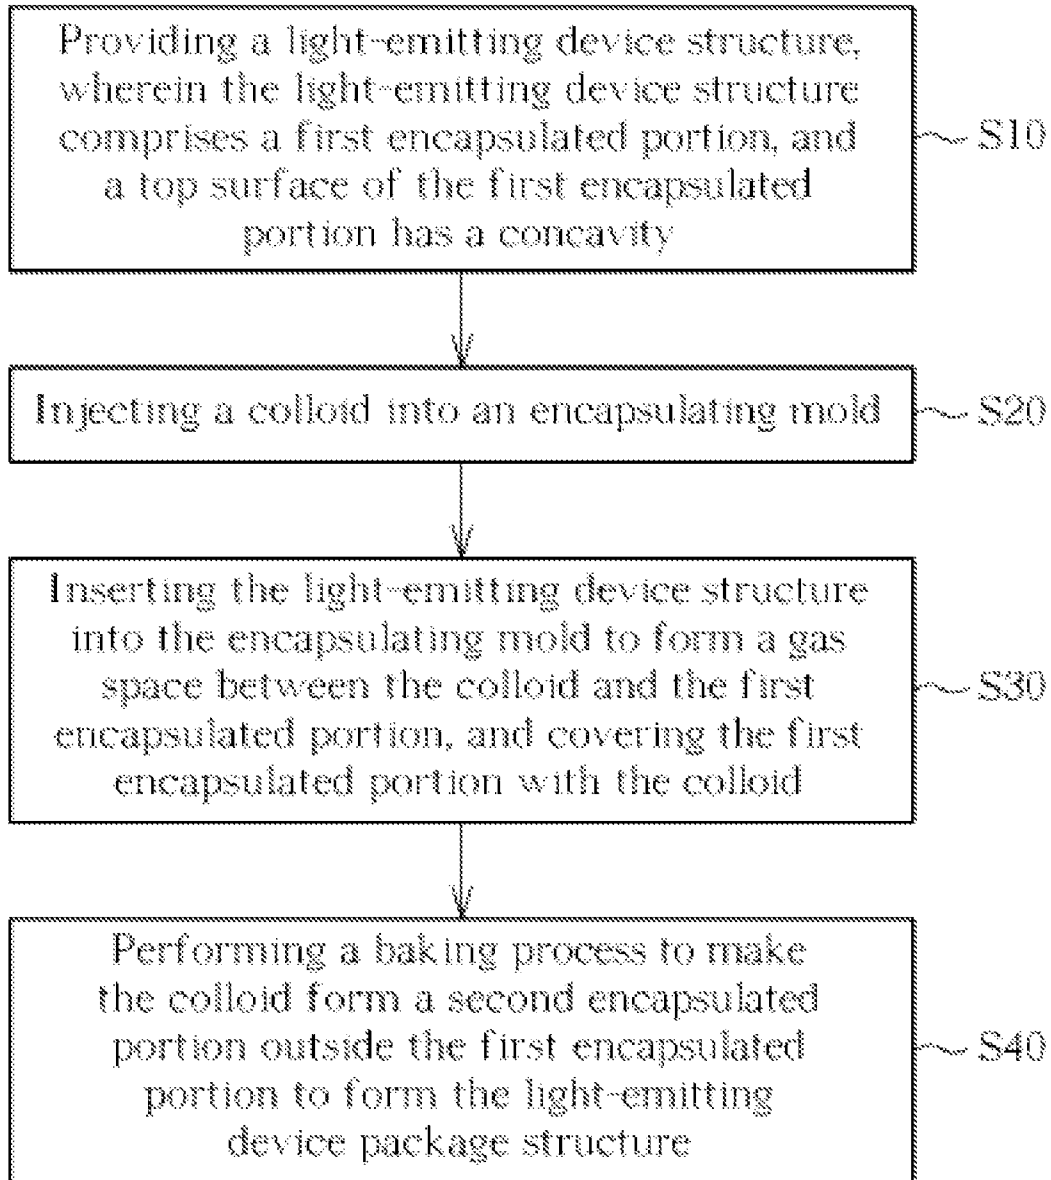 Providing a light-emitting device structure,
wherein the light-emitting device structure
comprises a first encapsulated portion, and
a top surface of the first encapsulated
portion has a concavity
S10
Injecting a colloid into an encapsulating mold
S20
Inserting the light-emitting device structure
into the encapsulating mold to form a gas
space between the colloid and the first
encapsulated portion, and covering the first
encapsulated portion with the colloid
S30
Performing a baking process to make
the colloid form a second encapsulated
portion outside the first encapsulated
portion to form the light-emitting
device package structure
S40